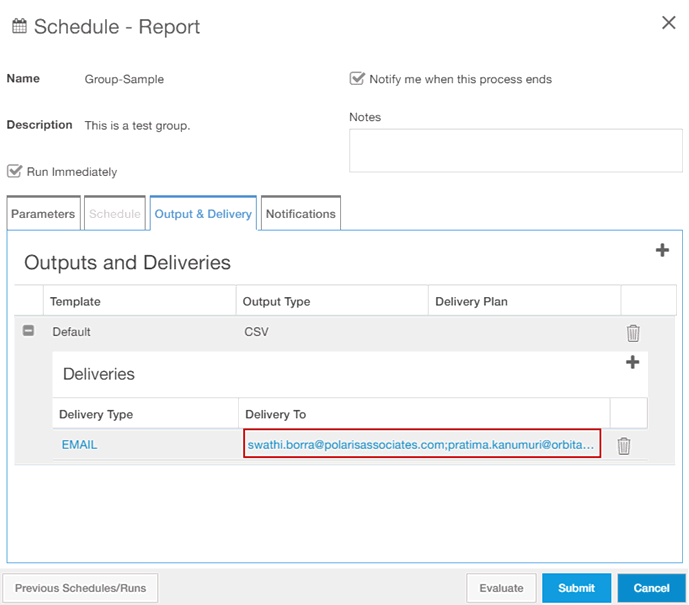 Schedule - Report
Name Group-Sample
Notify me when this process ends
Description This is a test group.
Notes
Run Immediately
Parameters Schedule Output & Delivery Notifications
Outputs and Deliveries
Template Output Type Delivery Plan
Default CSV
Deliveries
Delivery Type Delivery To
EMAIL swathi.borra@polarisassociates.com;pratima.kanumuri@orbita...
Previous Schedules/Runs Evaluate Submit Cancel